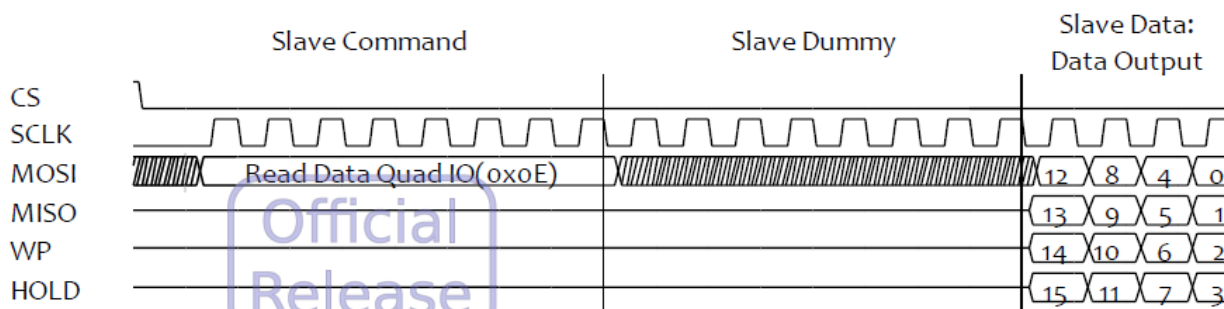 Slave Command Slave Dummy Slave Data:
Data Output
CS
SCLK
MOSI Read Data Quad IO(0x0E) 12 8 4 0
MISO 13 9 5 1
WP 14 10 6 2
HOLD 15 11 7 3
Official
Release